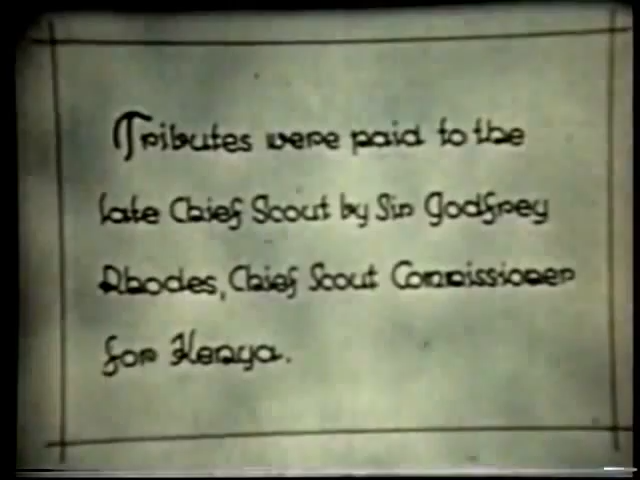 Tributes were paid to the
late Chief Scout by Sir Godfrey
Rhodes, Chief Scout Commissioner
for Kenya.